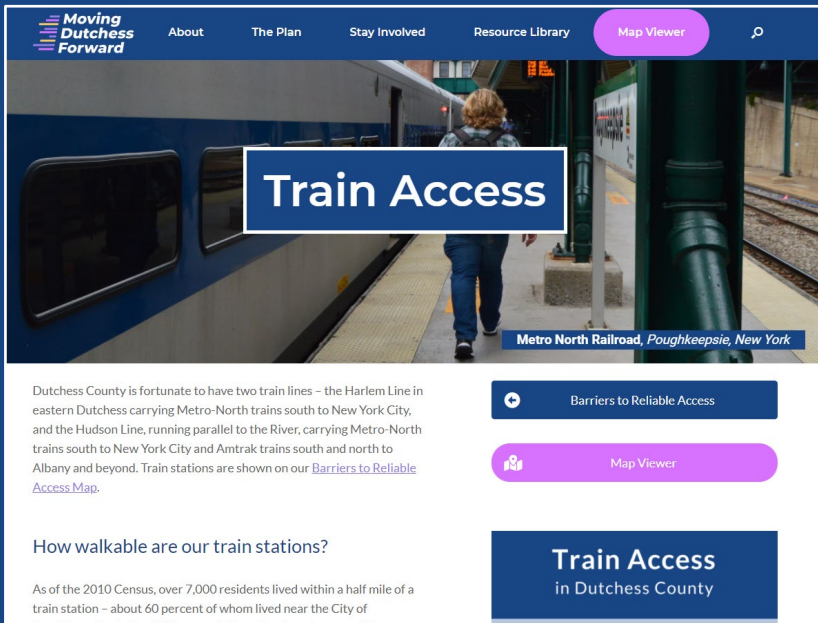 Moving
Dutchess
Forward
About
The Plan
Stay Involved
Resource Library
Map Viewer
Train Access
Metro North Railroad, Poughkeepsie, New York
Dutchess County is fortunate to have two train lines – the Harlem Line in
eastern Dutchess carrying Metro-North trains south to New York City,
and the Hudson Line, running parallel to the River, carrying Metro-North
trains south to New York City and Amtrak trains south and north to
Albany and beyond. Train stations are shown on our Barriers to Reliable
Access Map.
Barriers to Reliable Access
Map Viewer
How walkable are our train stations?
As of the 2010 Census, over 7,000 residents lived within a half mile of a
train station – about 60 percent of whom lived near the City of
Train Access
in Dutchess County